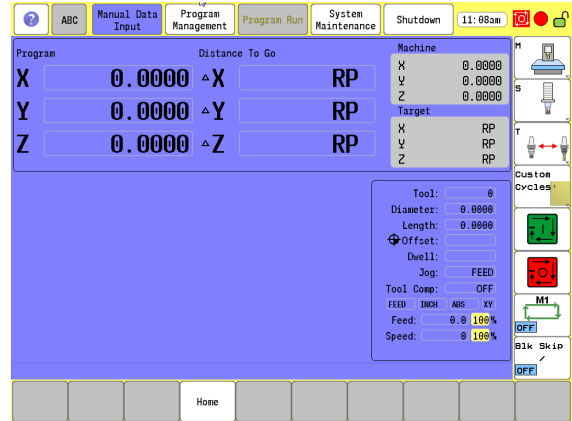 ? ABC Manual Data Input Program Management Program Run System Maintenance Shutdown 11:08am
Program Distance To Go Machine
X 0.0000 ▵X RP X 0.0000
Y 0.0000
Z 0.0000
Y 0.0000 ▵Y RP Target
X RP
Z 0.0000 ▵Z RP Y RP
Z RP
Tool: 0
Diameter: 0.0000
Length: 0.0000
Offset:
Dwell:
Jog: FEED
Tool Comp: OFF
FEED INCH ABS XY
Feed: 0.0 100%
Speed: 0 100%
M
S
T
Custom
Cycles+
I
O
M1
OFF
Blk Skip
/
OFF
Home